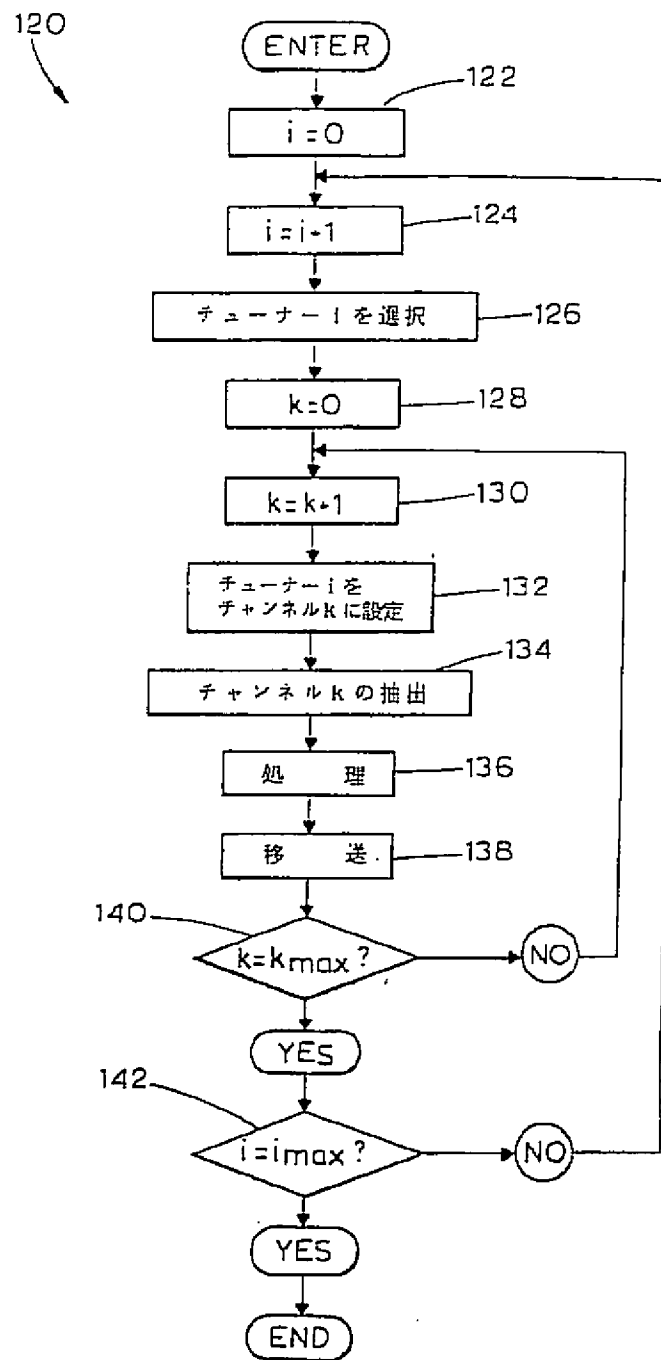 120
ENTER
122
i=0
124
i=i+1
チューナーiを選択
126
k=0
128
k=k+1
130
チューナーiを
チャンネルkに設定
132
134
チャンネルkの抽出
処 理
136
移 送
138
140
k=kmax?
NO
YES
142
i=imax?
NO
YES
END